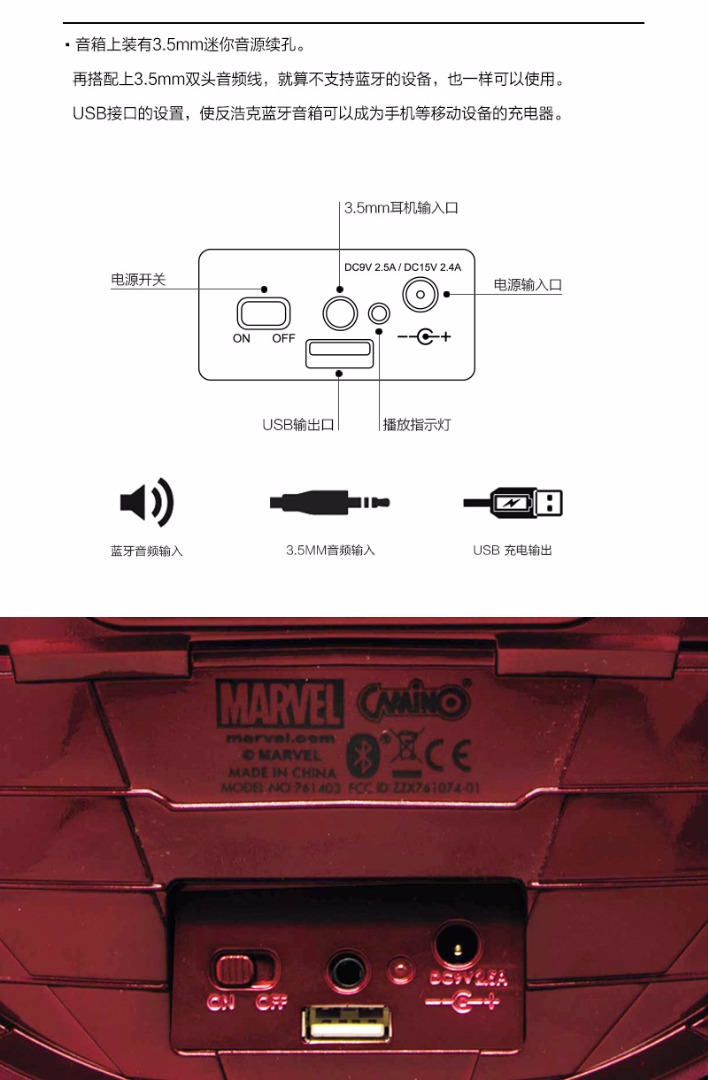 ▪ 音箱上装有3.5mm迷你音源续孔。
再搭配上3.5mm双头音频线，就算不支持蓝牙的设备，也一样可以使用。
USB接口的设置，使反浩克蓝牙音箱可以成为手机等移动设备的充电器。
3.5mm耳机输入口
DC9V 2.5A / DC15V 2.4A
电源开关
电源输入口
ON OFF
USB输出口
播放指示灯
蓝牙音频输入
3.5MM音频输入
USB 充电输出
MARVEL CAMINO
marvel.com
© MARVEL
MADE IN CHINA
MODEL NO 761403 FCC ID ZZX761074-01
DC9V2.5A
ON OFF